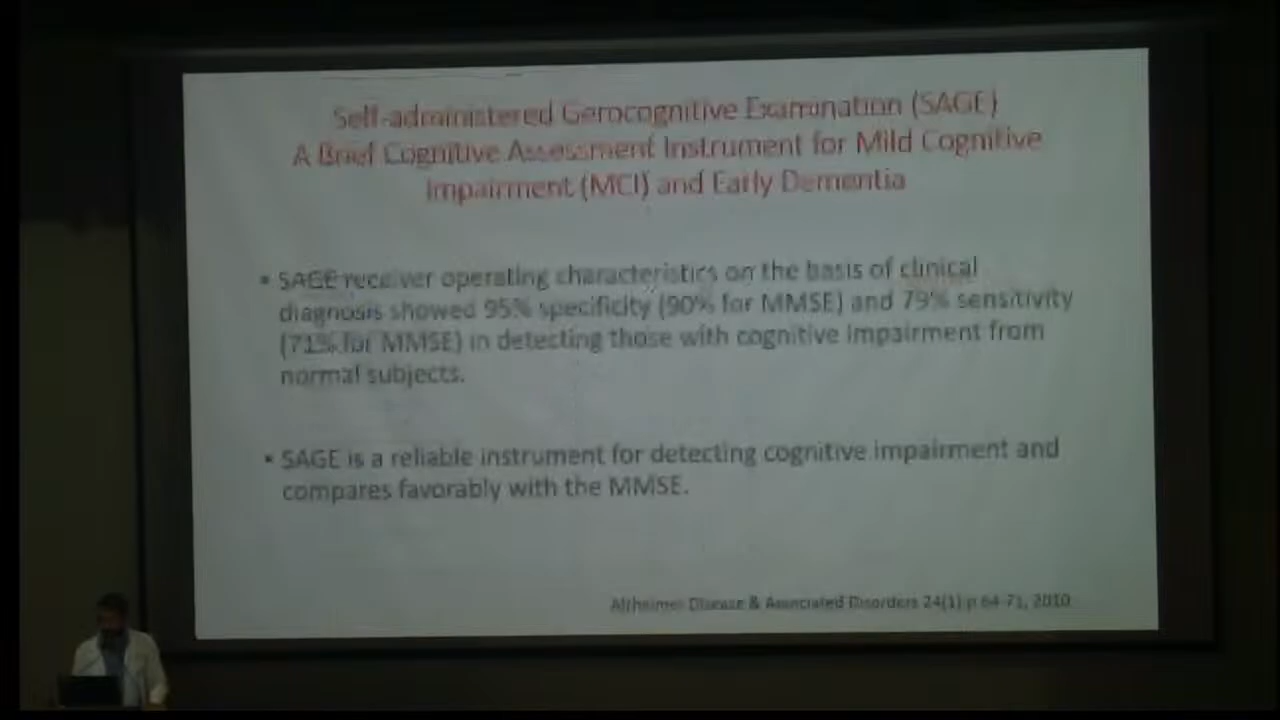 Self-administered Gerocognitive Examination (SAGE)
A Brief Cognitive Assessment Instrument for Mild Cognitive
Impairment (MCI) and Early Dementia
• SAGE receiver operating characteristics on the basis of clinical
diagnosis showed 95% specificity (90% for MMSE) and 79% sensitivity
(71% for MMSE) in detecting those with cognitive impairment from
normal subjects.
• SAGE is a reliable instrument for detecting cognitive impairment and
compares favorably with the MMSE.
Alzheimer Disease & Associated Disorders 24(1) p 64-71, 2010